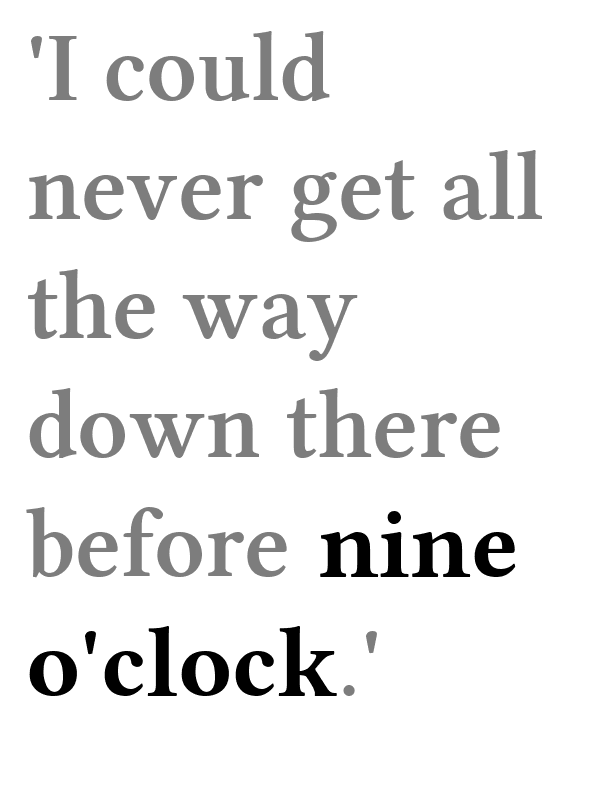 'I could
never get all
the way
down there
before nine
o'clock.'